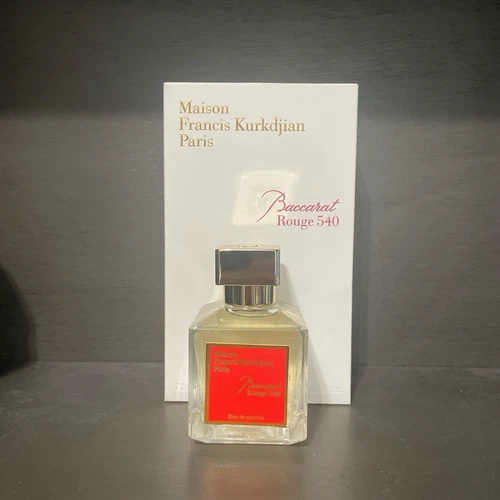 Maison
Francis Kurkdjian
Paris
Baccarat
Rouge 540
Maison
Francis Kurkdjian
Paris
Baccarat
Rouge 540
Eau de parfum